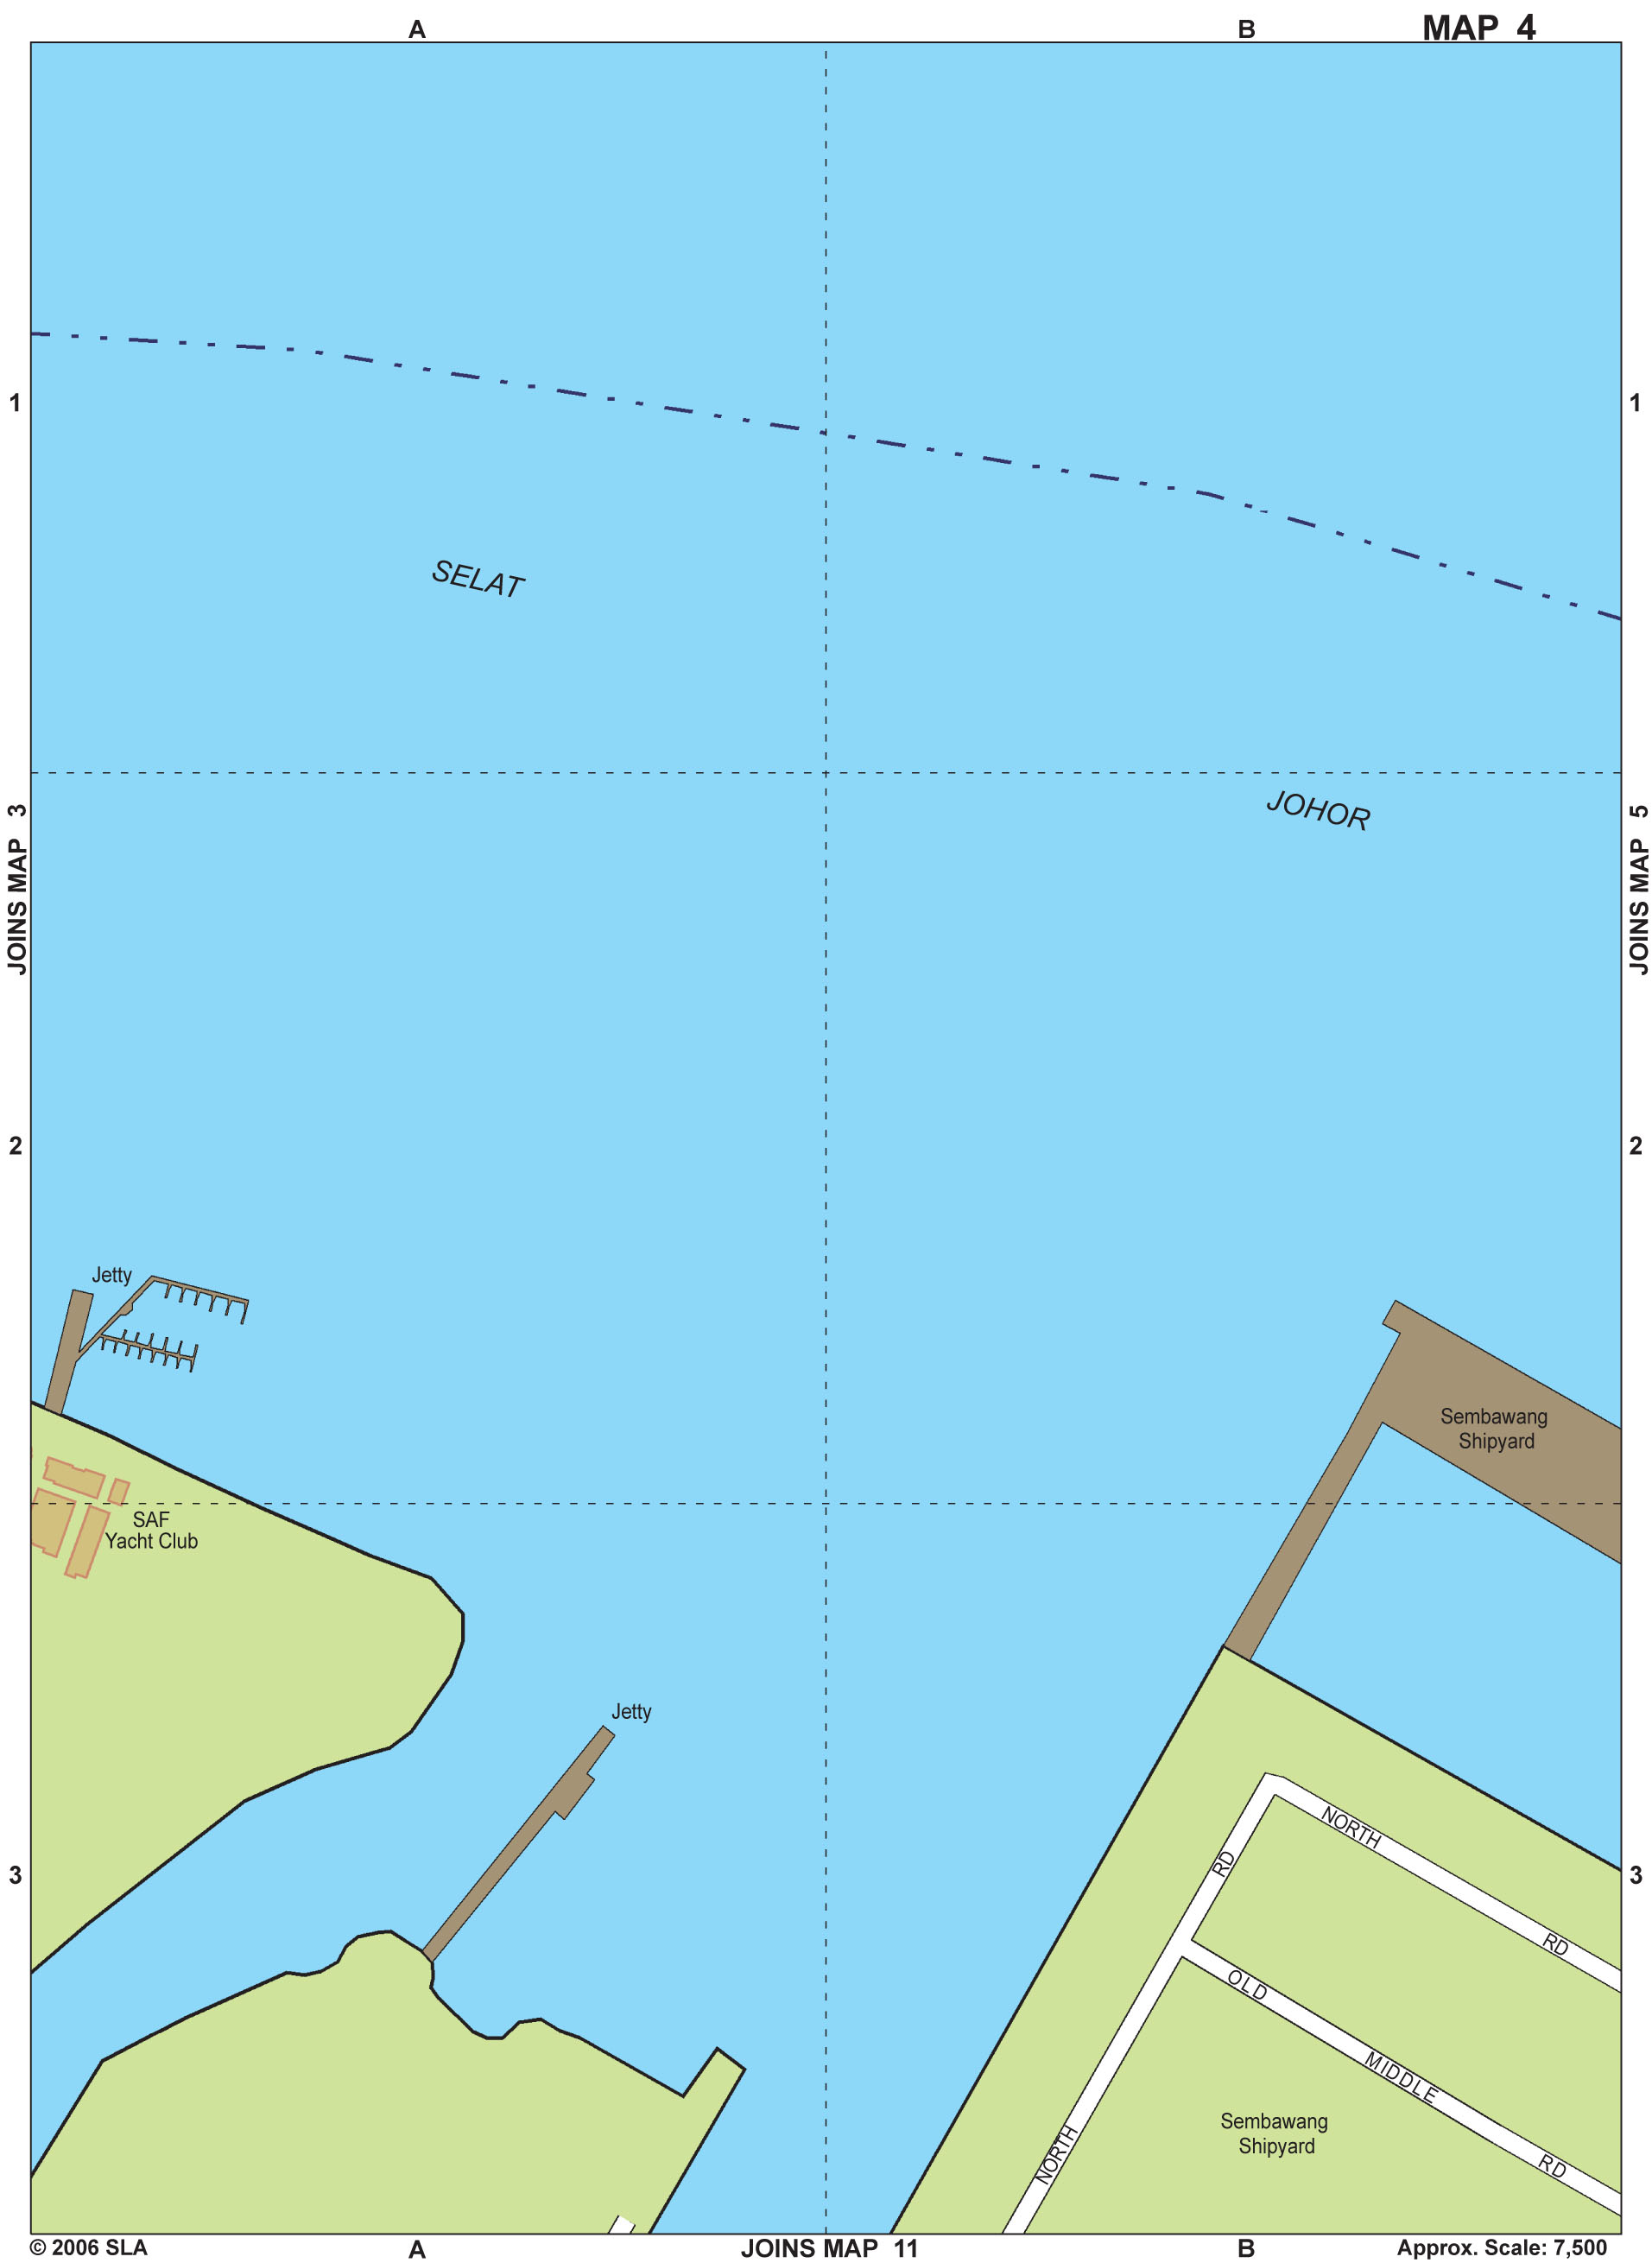 A
B
MAP 4
1
1
SELAT
JOINS MAP 3
JOHOR
JOINS MAP 5
2
2
Jetty
Sembawang
Shipyard
SAF
Yacht Club
Jetty
NORTH
RD
3
3
RD
OLD
MIDDLE
Sembawang
Shipyard
NORTH
RD
© 2006 SLA
A
JOINS MAP 11
B
Approx. Scale: 7,500